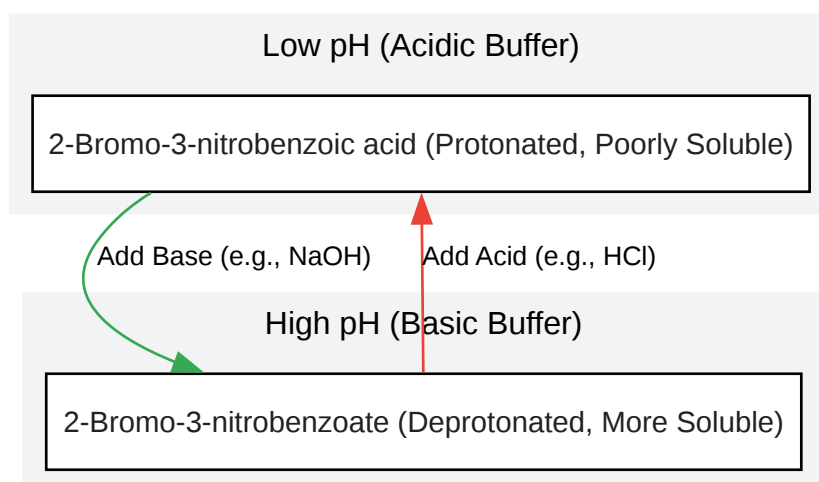 Low pH (Acidic Buffer)
2-Bromo-3-nitrobenzoic acid (Protonated, Poorly Soluble)
Add Base (e.g., NaOH)
Add Acid (e.g., HCl)
High pH (Basic Buffer)
2-Bromo-3-nitrobenzoate (Deprotonated, More Soluble)